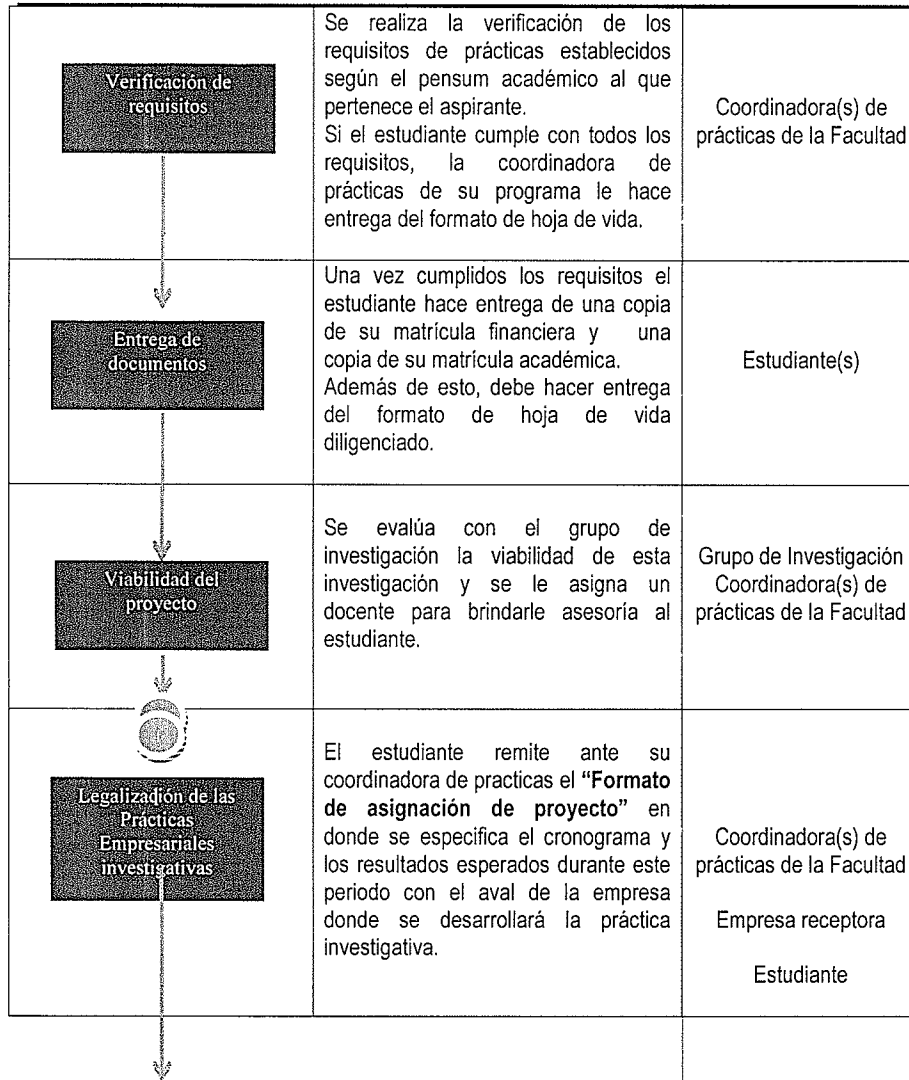 Verificación de
requisitos
Se realiza la verificación de los
requisitos de prácticas establecidos
según el pensum académico al que
pertenece el aspirante.
Si el estudiante cumple con todos los
requisitos, la coordinadora de
prácticas de su programa le hace
entrega del formato de hoja de vida.
Coordinadora(s) de
prácticas de la Facultad
Entrega de
documentos
Una vez cumplidos los requisitos el
estudiante hace entrega de una copia
de su matrícula financiera y una
copia de su matrícula académica.
Además de esto, debe hacer entrega
del formato de hoja de vida
diligenciado.
Estudiante(s)
Viabilidad del
proyecto
Se evalúa con el grupo de
investigación la viabilidad de esta
investigación y se le asigna un
docente para brindarle asesoría al
estudiante.
Grupo de Investigación
Coordinadora(s) de
prácticas de la Facultad
Legalización de las
Prácticas
Empresariales
investigativas
El estudiante remite ante su
coordinadora de practicas el “Formato
de asignación de proyecto” en
donde se especifica el cronograma y
los resultados esperados durante este
periodo con el aval de la empresa
donde se desarrollará la práctica
investigativa.
Coordinadora(s) de
prácticas de la Facultad
Empresa receptora
Estudiante